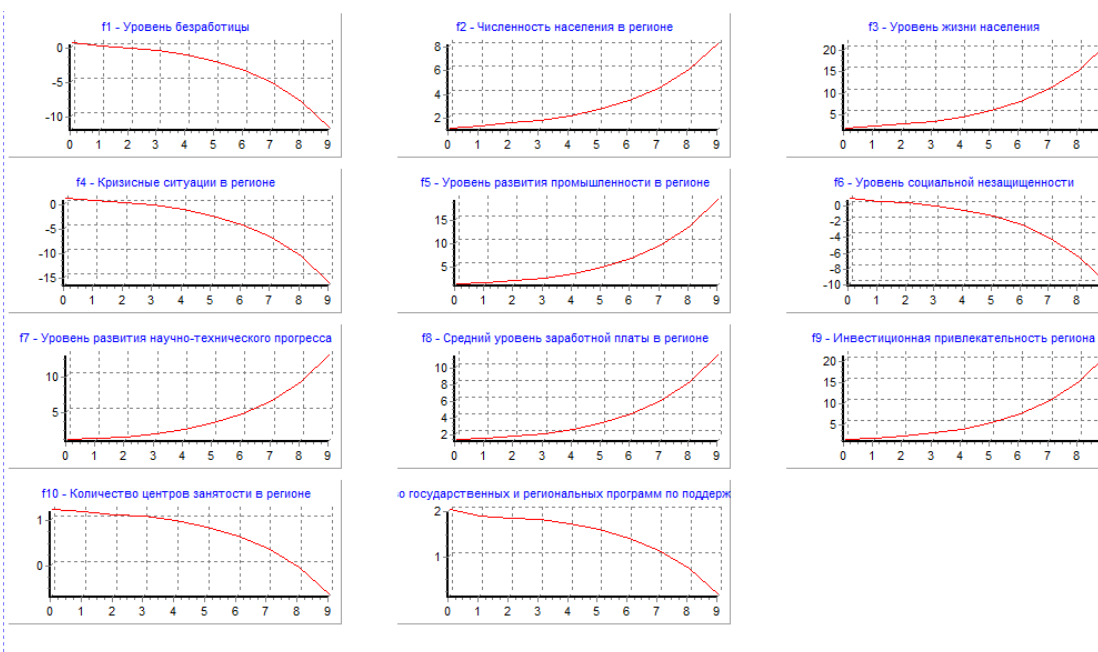 f1 - Уровень безработицы
0
-5
-10
0 1 2 3 4 5 6 7 8 9
f2 - Численность населения в регионе
8
6
4
2
0 1 2 3 4 5 6 7 8 9
f3 - Уровень жизни населения
20
15
10
5
0 1 2 3 4 5 6 7 8
f4 - Кризисные ситуации в регионе
0
-5
-10
-15
0 1 2 3 4 5 6 7 8 9
f5 - Уровень развития промышленности в регионе
15
10
5
0 1 2 3 4 5 6 7 8 9
f6 - Уровень социальной незащищенности
0
-2
-4
-6
-8
-10
0 1 2 3 4 5 6 7 8
f7 - Уровень развития научно-технического прогресса
10
5
0 1 2 3 4 5 6 7 8 9
f8 - Средний уровень заработной платы в регионе
10
8
6
4
2
0 1 2 3 4 5 6 7 8 9
f9 - Инвестиционная привлекательность региона
20
15
10
5
0 1 2 3 4 5 6 7 8
f10 - Количество центров занятости в регионе
1
0
0 1 2 3 4 5 6 7 8 9
о государственных и региональных программ по поддерж
2
1
0 1 2 3 4 5 6 7 8 9